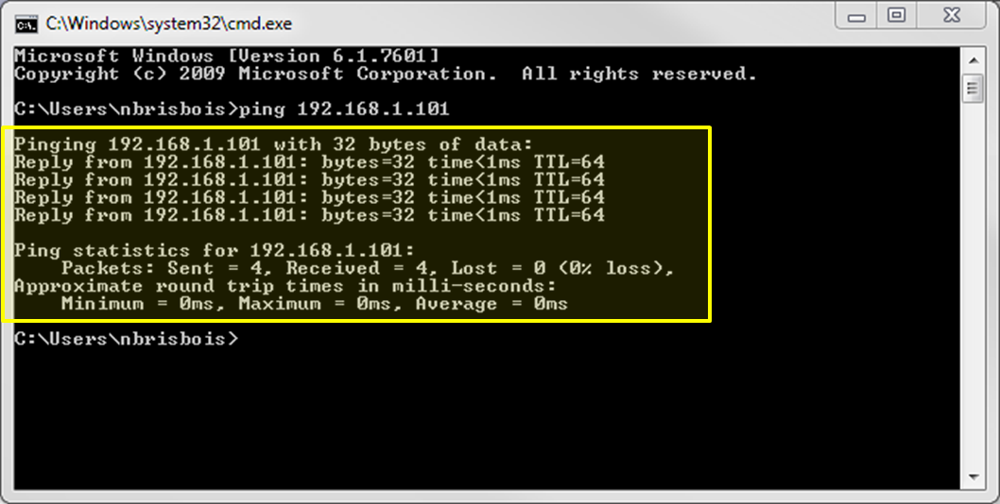 C:\Windows\system32\cmd.exe
Microsoft Windows [Version 6.1.7601]
Copyright (c) 2009 Microsoft Corporation.  All rights reserved.
C:\Users\nbrisbois>ping 192.168.1.101
Pinging 192.168.1.101 with 32 bytes of data:
Reply from 192.168.1.101: bytes=32 time<1ms TTL=64
Reply from 192.168.1.101: bytes=32 time<1ms TTL=64
Reply from 192.168.1.101: bytes=32 time<1ms TTL=64
Reply from 192.168.1.101: bytes=32 time<1ms TTL=64
Ping statistics for 192.168.1.101:
    Packets: Sent = 4, Received = 4, Lost = 0 (0% loss),
Approximate round trip times in milli-seconds:
    Minimum = 0ms, Maximum = 0ms, Average = 0ms
C:\Users\nbrisbois>